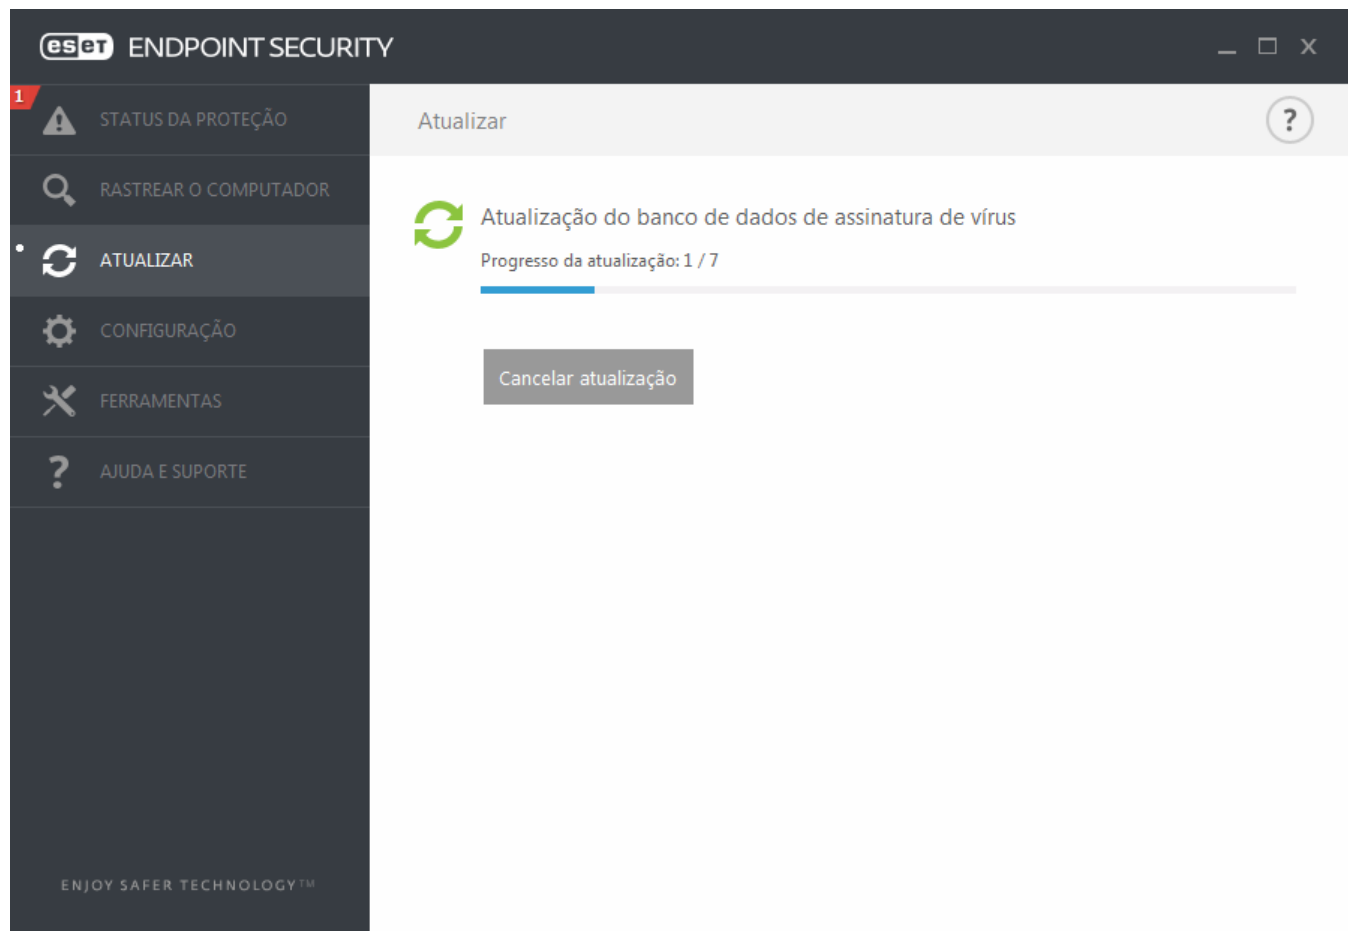 eset ENDPOINT SECURITY
1
STATUS DA PROTEÇÃO
RASTREAR O COMPUTADOR
ATUALIZAR
CONFIGURAÇÃO
FERRAMENTAS
AJUDA E SUPORTE
ENJOY SAFER TECHNOLOGY™
Atualizar
?
Atualização do banco de dados de assinatura de vírus
Progresso da atualização: 1 / 7
Cancelar atualização